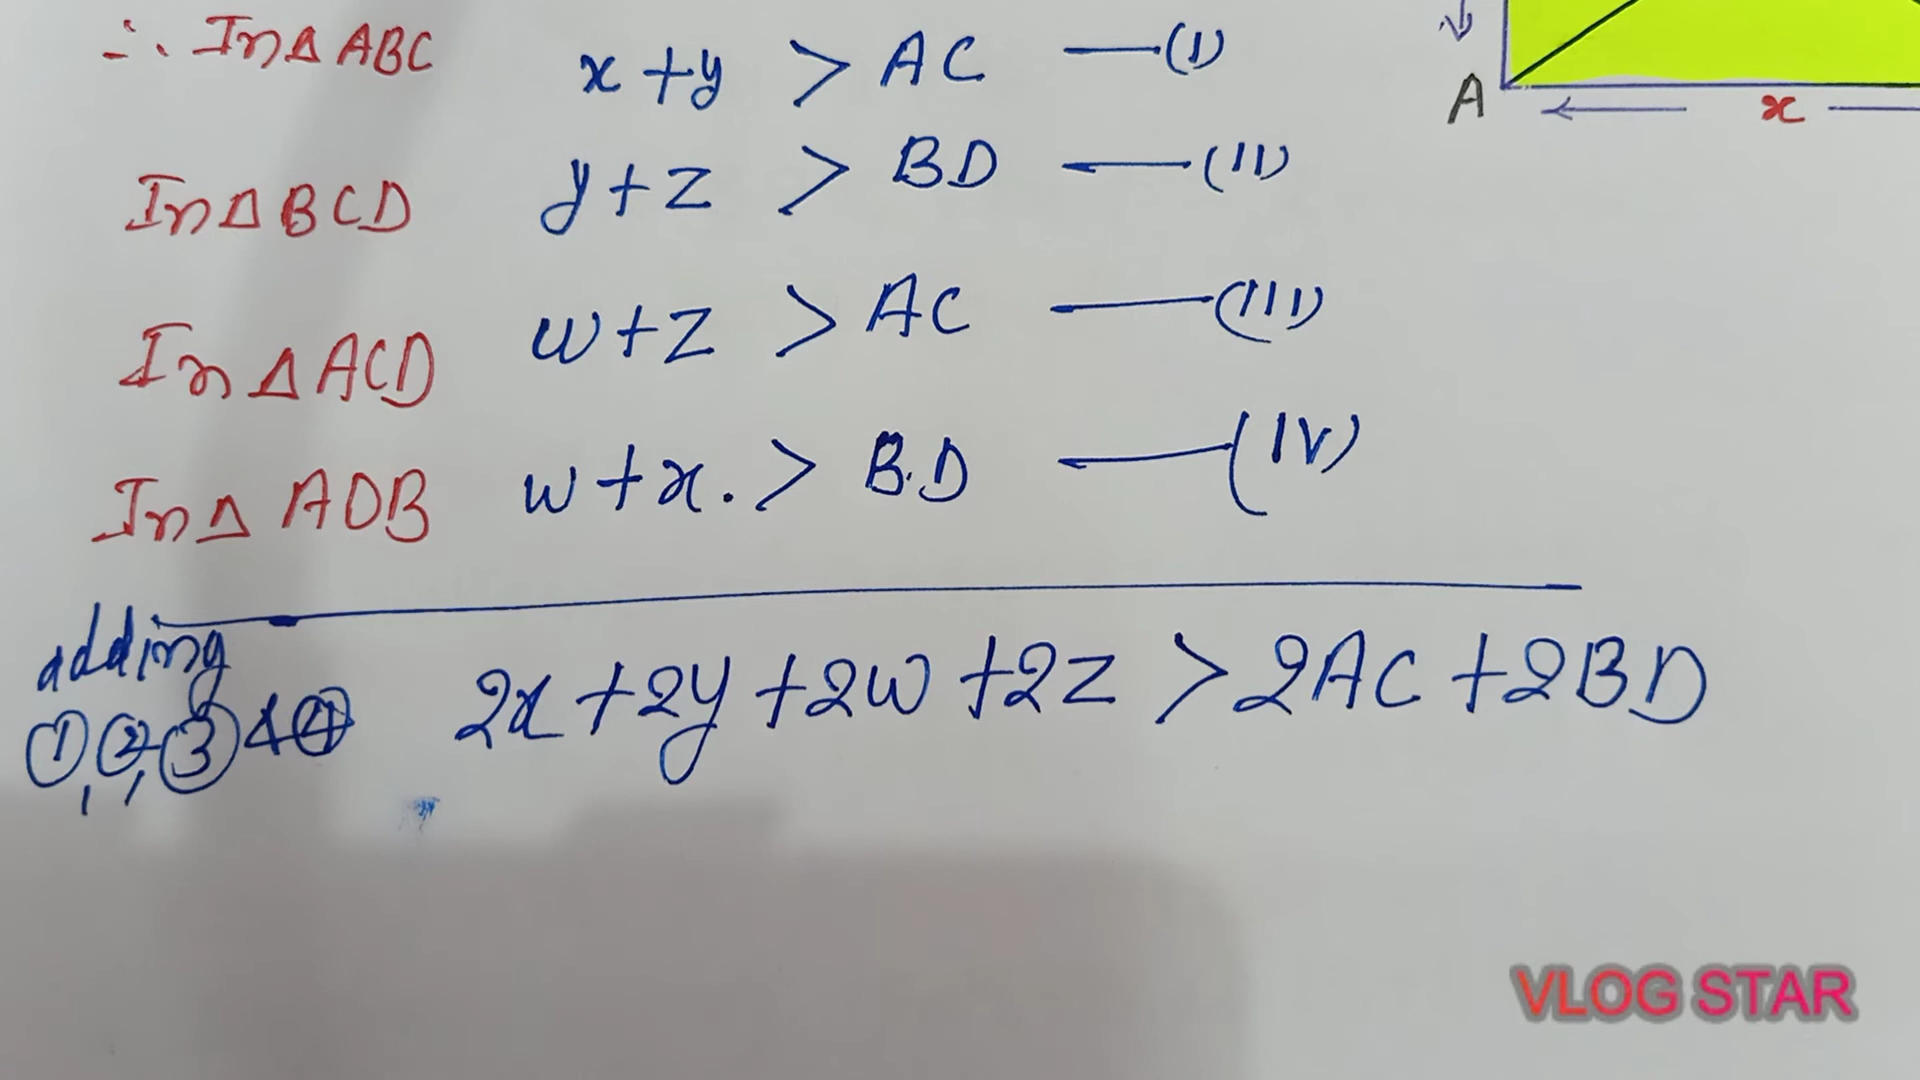 ∴ In Δ ABC x + y > AC —(I)
In Δ BCD y + z > BD —(II)
In Δ ACD w + z > AC —(III)
In Δ ADB w + x. > B.D —(IV)
adding
①, ②, ③ & ④ 2x + 2y + 2w + 2z > 2AC + 2BD
A x
VLOG STAR